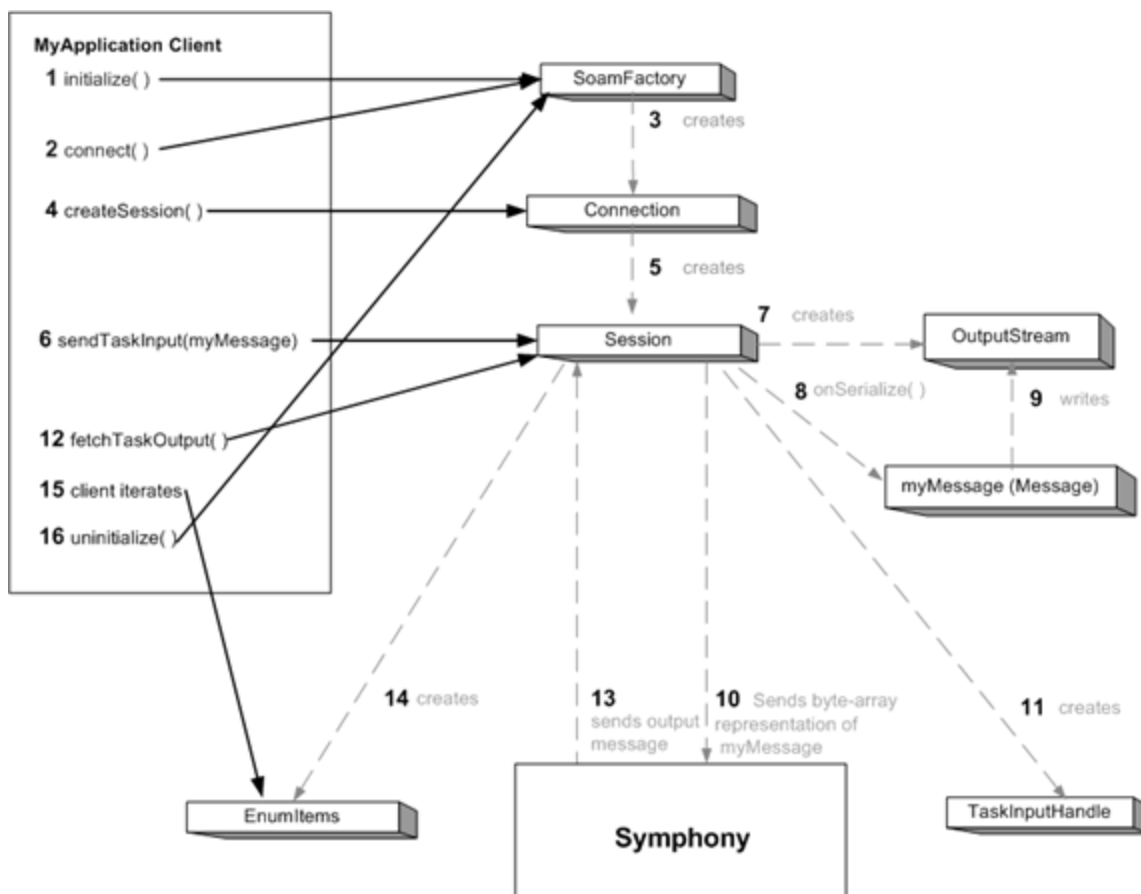 MyApplication Client
1 initialize( )
SoamFactory
3 creates
2 connect( )
4 createSession( )
Connection
5 creates
6 sendTaskInput(myMessage)
Session
7 creates
OutputStream
8 onSerialize( )
9 writes
12 fetchTaskOutput( )
15 client iterates
myMessage (Message)
16 uninitialize( )
14 creates
13
sends output
message
10 Sends byte-array
representation of
myMessage
11 creates
EnumItems
Symphony
TaskInputHandle